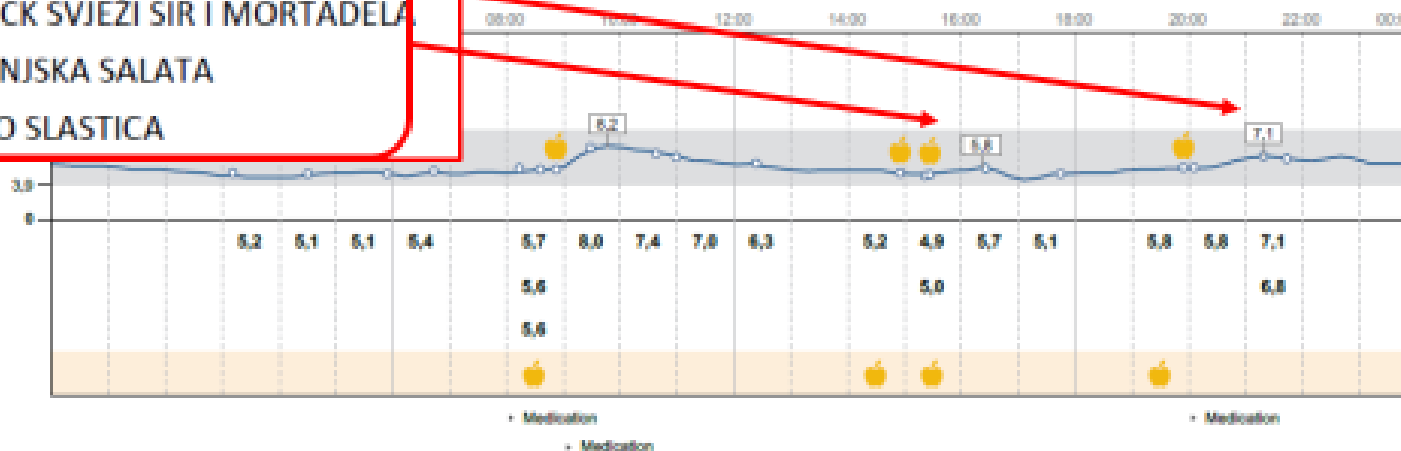 CK SVJEŽI SIR I MORTADELA
NJSKA SALATA
O SLASTICA
08:00 10:00 12:00 14:00 16:00 18:00 20:00 22:00
8,2
5,8
7,1
3,9
0
5,2 5,1 5,1 5,4 5,7 8,0 7,4 7,0 6,3 5,2 4,9 5,7 5,1 5,8 5,8 7,1
5,6 5,0 6,8
5,6
Medication Medication
Medication